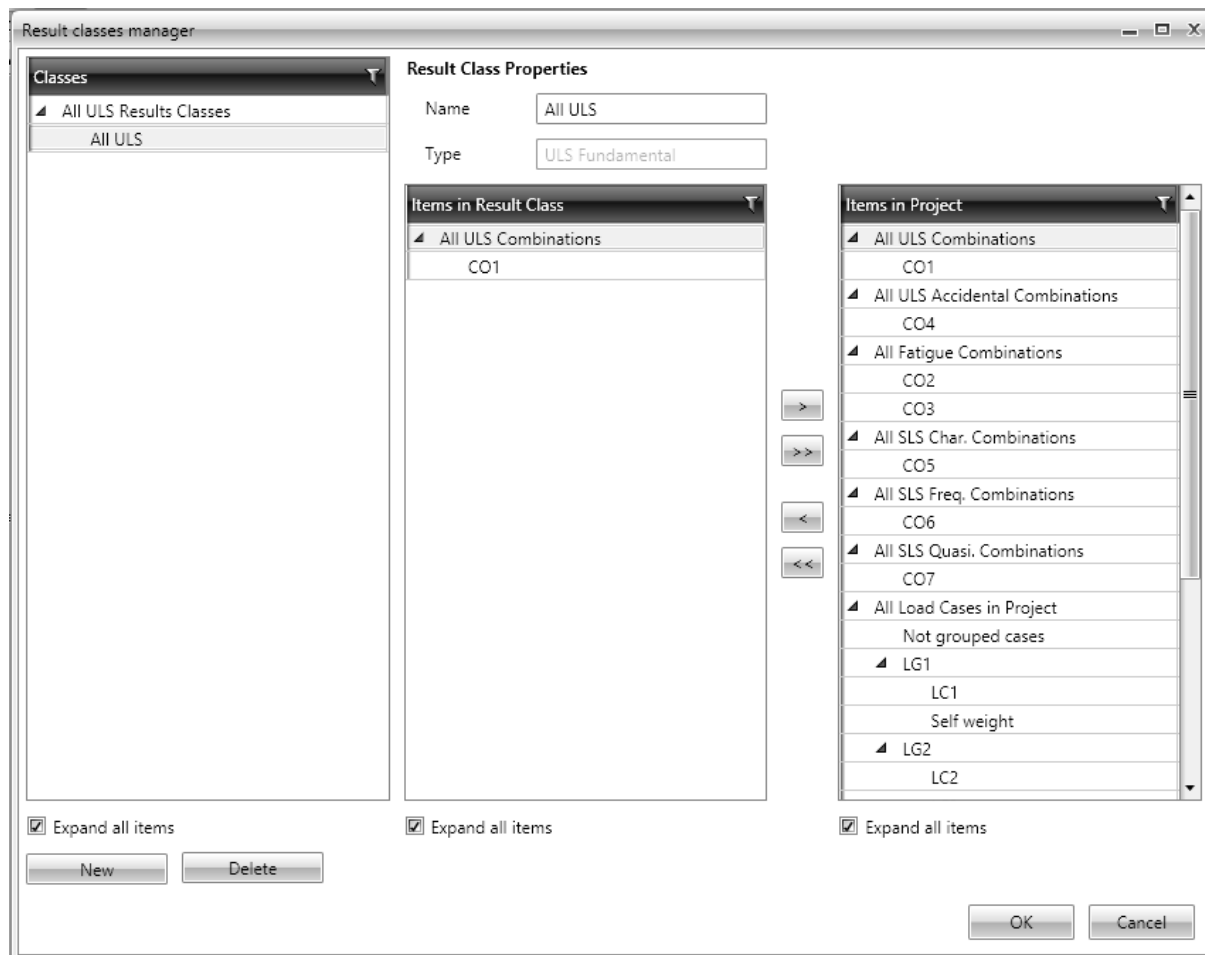 Result classes manager
Classes
All ULS Results Classes
All ULS
Expand all items
New
Delete
Result Class Properties
Name
All ULS
Type
ULS Fundamental
Items in Result Class
All ULS Combinations
CO1
Expand all items
>
>>
<
<<
Items in Project
All ULS Combinations
CO1
All ULS Accidental Combinations
CO4
All Fatigue Combinations
CO2
CO3
All SLS Char. Combinations
CO5
All SLS Freq. Combinations
CO6
All SLS Quasi. Combinations
CO7
All Load Cases in Project
Not grouped cases
LG1
LC1
Self weight
LG2
LC2
Expand all items
OK
Cancel